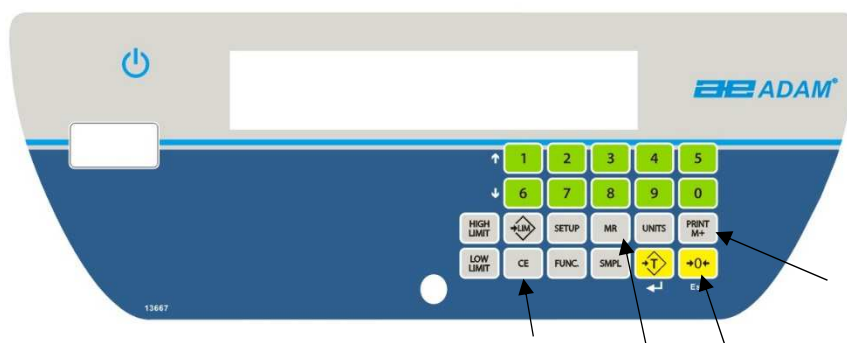 ae ADAM®
↑ 1 2 3 4 5
↓ 6 7 8 9 0
HIGH LIMIT →LIM SETUP MR UNITS PRINT M+
LOW LIMIT CE FUNC. SMPL →T →0←
13667